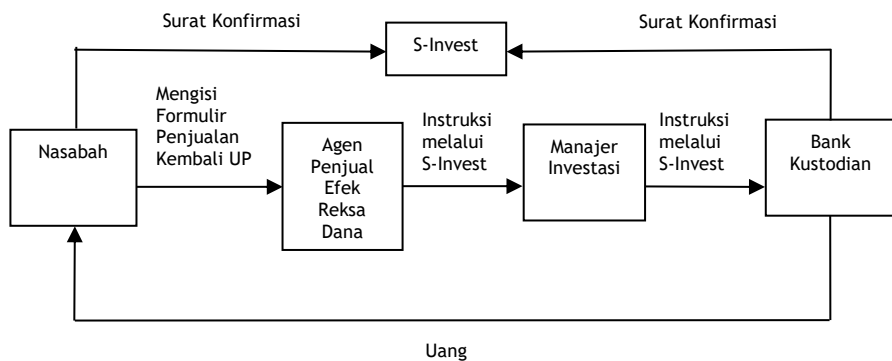 Surat Konfirmasi
Surat Konfirmasi
S-Invest
Mengisi
Formulir
Penjualan
Kembali UP
Instruksi
melalui
S-Invest
Instruksi
melalui
S-Invest
Nasabah
Agen
Penjual
Efek
Reksa
Dana
Manajer
Investasi
Bank
Kustodian
Uang